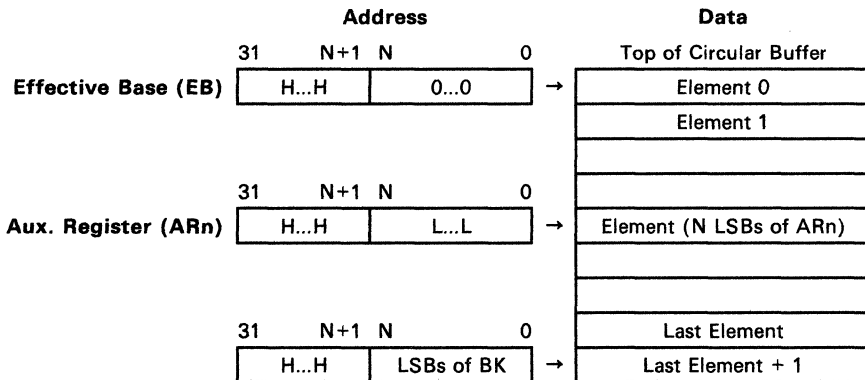 Address Data
31 N+1 N 0 Top of Circular Buffer
Effective Base (EB) H...H 0...0 → Element 0
Element 1
31 N+1 N 0
Aux. Register (ARn) H...H L...L → Element (N LSBs of ARn)
31 N+1 N 0 Last Element
H...H LSBs of BK → Last Element + 1